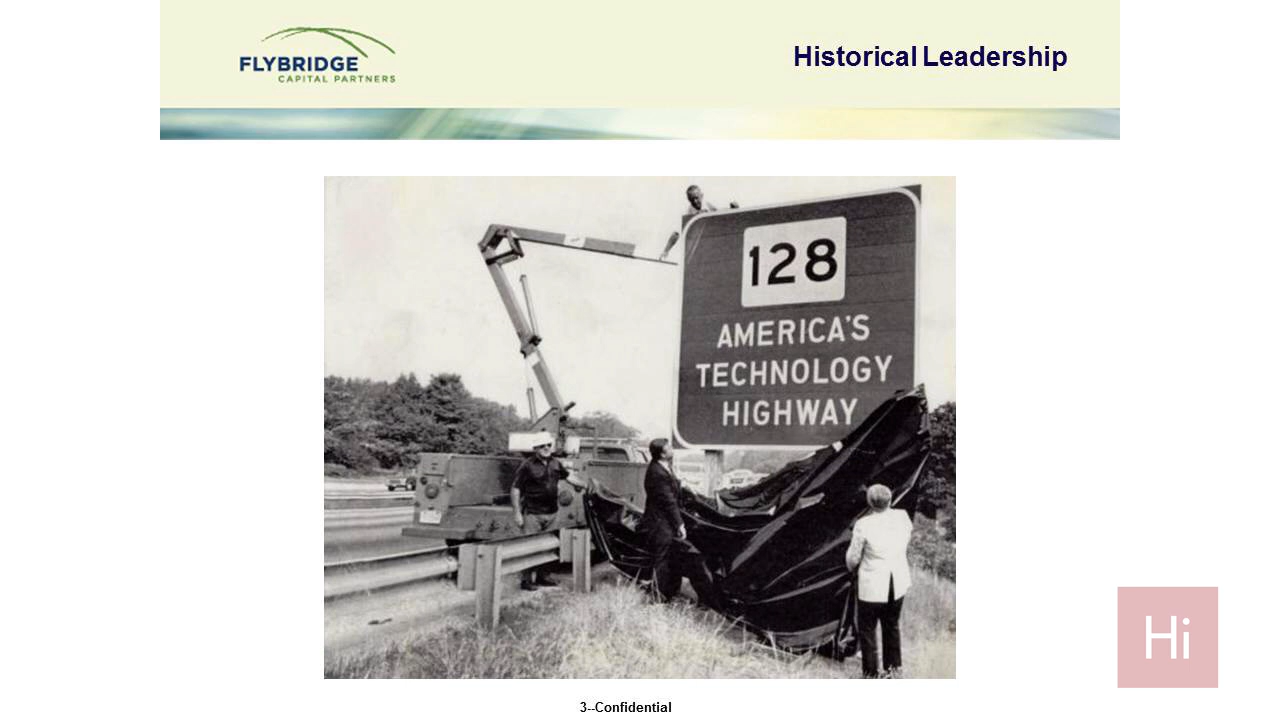 FLYBRIDGE
CAPITAL PARTNERS
Historical Leadership
128
AMERICA'S
TECHNOLOGY
HIGHWAY
Hi
3--Confidential